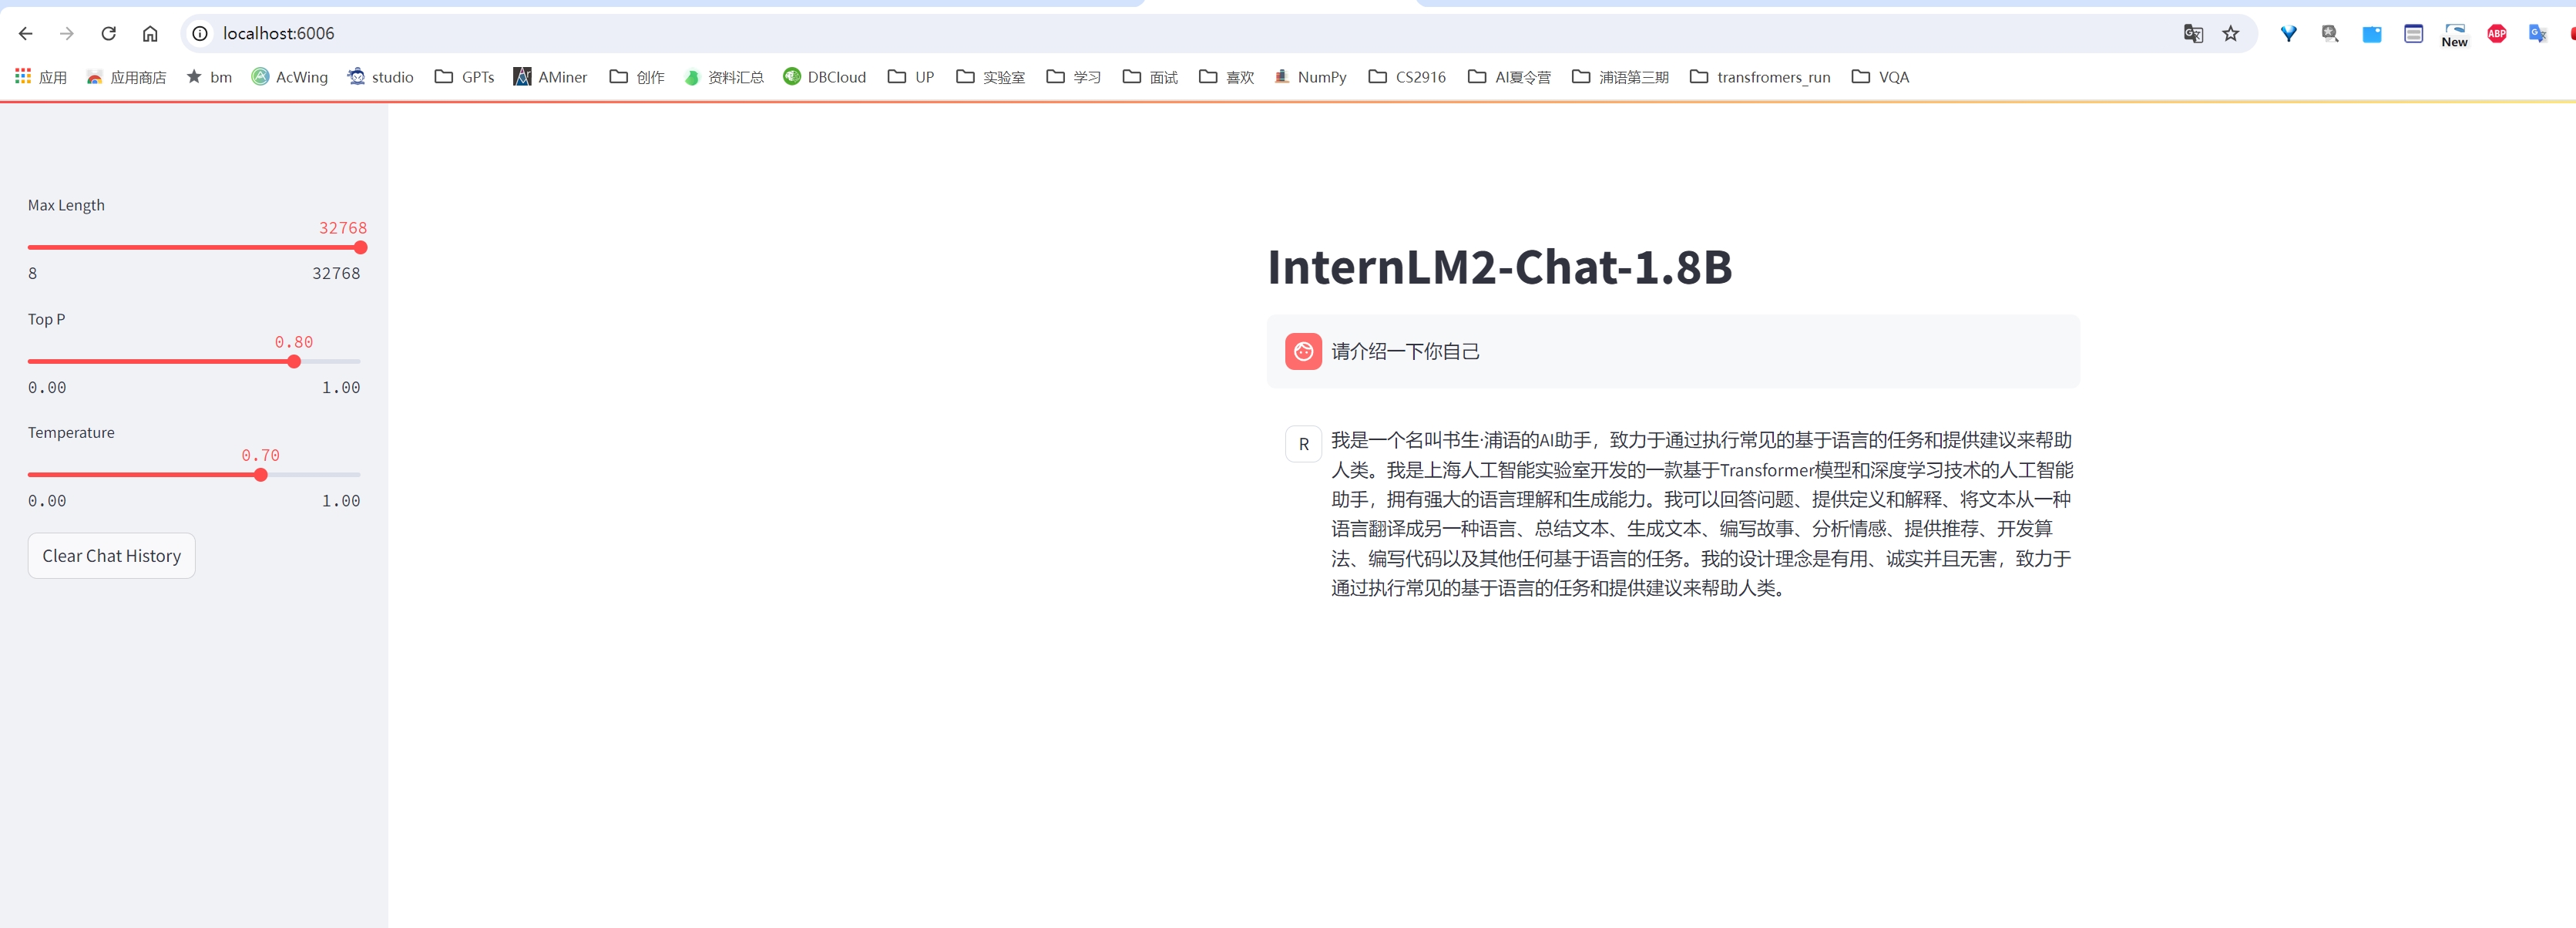 localhost:6006
New
ABP
应用 应用商店 bm AcWing studio GPTs AMiner 创作 资料汇总 DBCloud UP 实验室 学习 面试 喜欢 NumPy CS2916 AI夏令营 浦语第三期 transfromers_run VQA
Max Length
32768
8 32768
Top P
0.80
0.00 1.00
Temperature
0.70
0.00 1.00
Clear Chat History
InternLM2-Chat-1.8B
请介绍一下你自己
R
我是一个名叫书生·浦语的AI助手，致力于通过执行常见的基于语言的任务和提供建议来帮助
人类。我是上海人工智能实验室开发的一款基于Transformer模型和深度学习技术的人工智能
助手，拥有强大的语言理解和生成能力。我可以回答问题、提供定义和解释、将文本从一种
语言翻译成另一种语言、总结文本、生成文本、编写故事、分析情感、提供推荐、开发算
法、编写代码以及其他任何基于语言的任务。我的设计理念是有用、诚实并且无害，致力于
通过执行常见的基于语言的任务和提供建议来帮助人类。